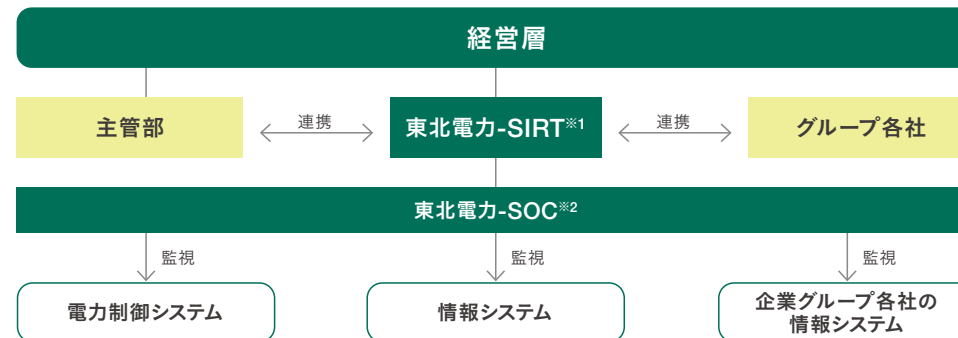 経営層
主管部
連携
東北電力-SIRT※1
連携
グループ各社
東北電力-SOC※2
監視
監視
監視
電力制御システム
情報システム
企業グループ各社の
情報システム